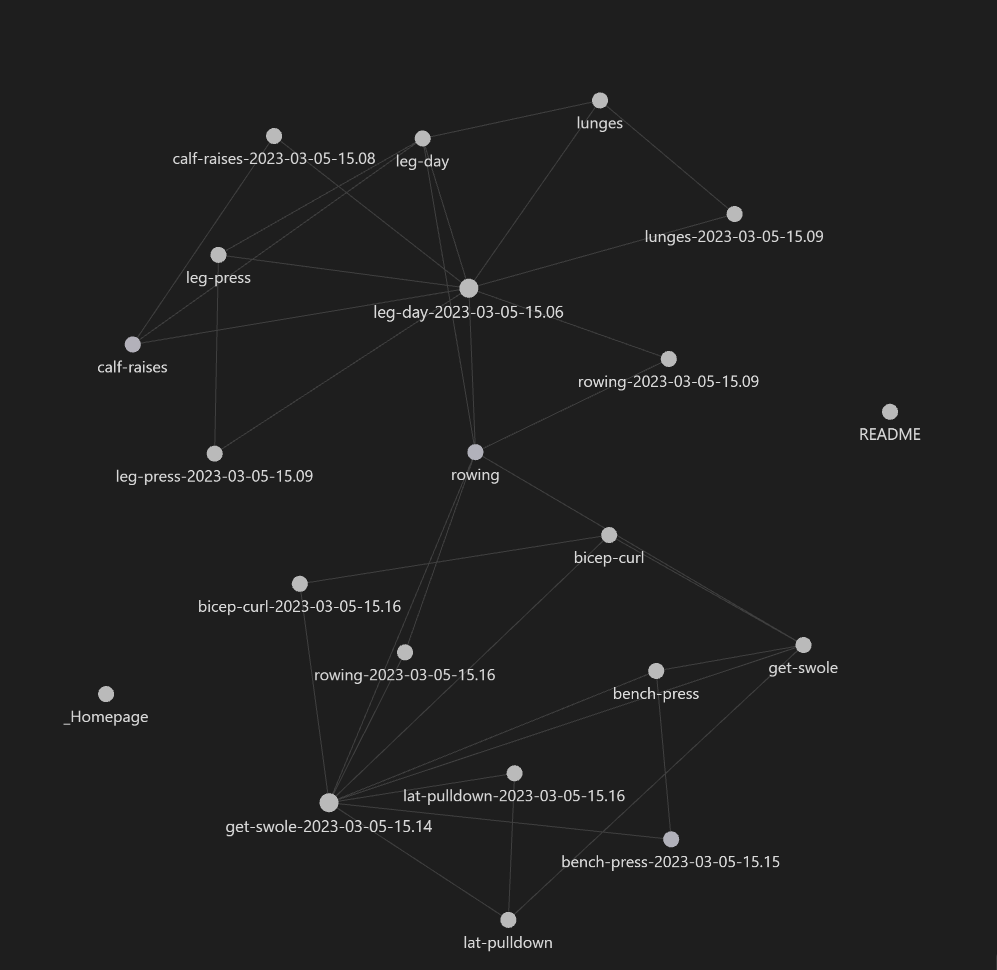 lunges
calf-raises-2023-03-05-15.08
leg-day
lunges-2023-03-05-15.09
leg-press
leg-day-2023-03-05-15.06
calf-raises
rowing-2023-03-05-15.09
README
rowing
leg-press-2023-03-05-15.09
bicep-curl
bicep-curl-2023-03-05-15.16
get-swole
rowing-2023-03-05-15.16
bench-press
_Homepage
lat-pulldown-2023-03-05-15.16
get-swole-2023-03-05-15.14
bench-press-2023-03-05-15.15
lat-pulldown